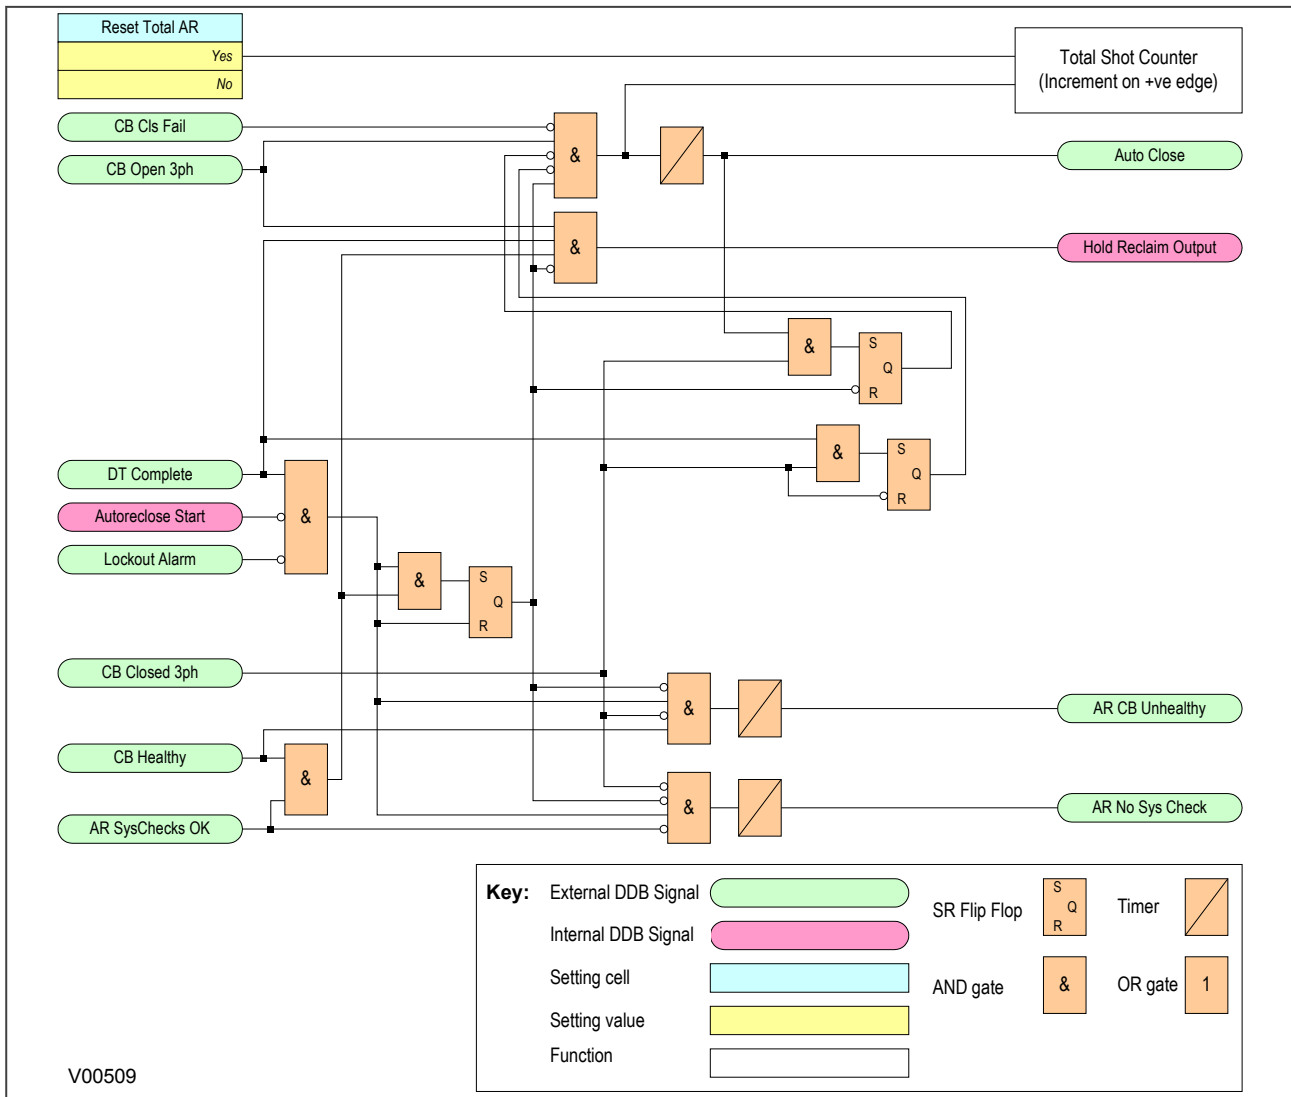 Reset Total AR
Yes
No
Total Shot Counter
(Increment on +ve edge)
CB Cls Fail
&
Auto Close
CB Open 3ph
&
Hold Reclaim Output
&
S
Q
R
&
S
Q
R
DT Complete
Autoreclose Start
&
Lockout Alarm
&
S
Q
R
CB Closed 3ph
&
AR CB Unhealthy
CB Healthy
&
AR SysChecks OK
&
AR No Sys Check
Key:
External DDB Signal
Internal DDB Signal
Setting cell
Setting value
Function
SR Flip Flop
S
Q
R
Timer
AND gate
&
OR gate
1
V00509